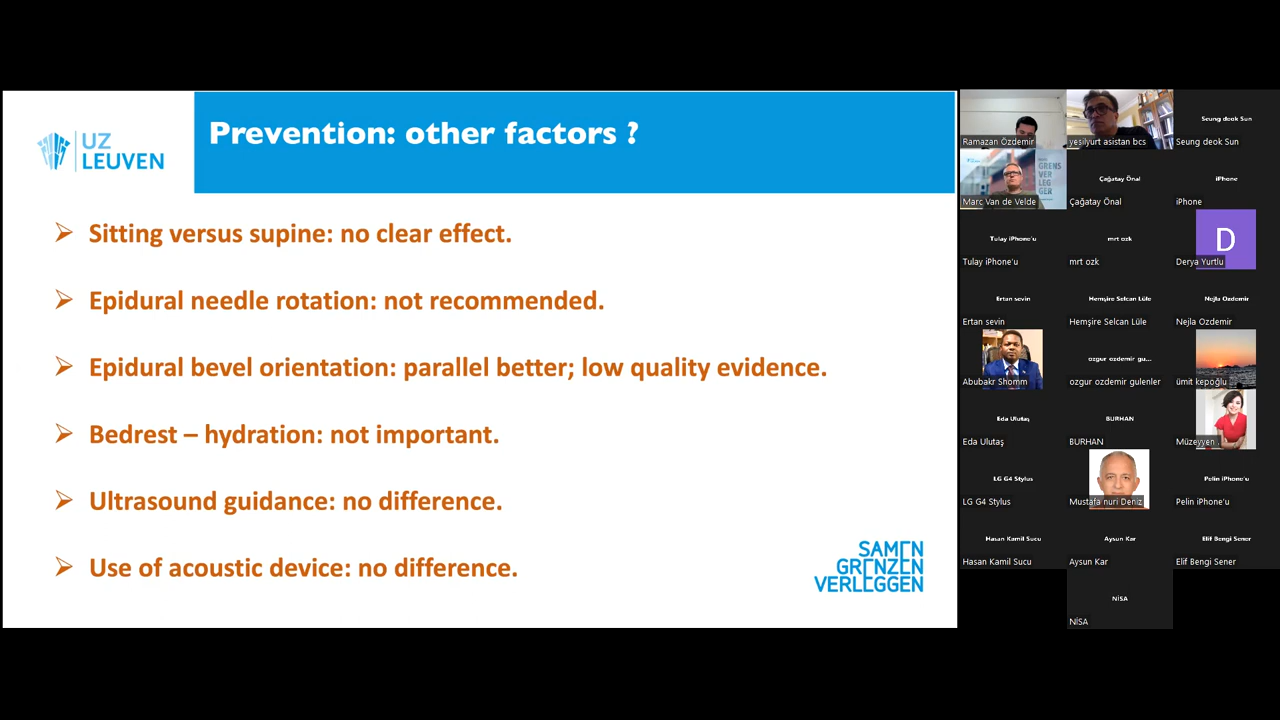 UZ
LEUVEN
Prevention: other factors ?
Sitting versus supine: no clear effect.
Epidural needle rotation: not recommended.
Epidural bevel orientation: parallel better; low quality evidence.
Bedrest – hydration: not important.
Ultrasound guidance: no difference.
Use of acoustic device: no difference.
SAMEN
GRENZEN
VERLEGGEN
Ramazan Özdemir
yesilyurt asistan bcs
Seung deok Sun
Seung deok Sun
GRENS
VER
LEG
GER
Marc Van de Velde
Çağatay Önal
Çağatay Önal
iPhone
iPhone
Tulay iPhone'u
Tulay iPhone'u
mrt ozk
mrt ozk
D
Derya Yurtlu
Ertan sevin
Ertan sevin
Hemşire Selcan Lüle
Hemşire Selcan Lüle
Nejla Ozdemir
Nejla Ozdemir
Abubakr Shomm
ozgur ozdemir gu...
ozgur ozdemir gulenler
ümit kepoğlu
Eda Ulutaş
Eda Ulutaş
BURHAN
BURHAN
Müzeyyen
LG G4 Stylus
LG G4 Stylus
Mustafa nuri Deniz
Pelin iPhone'u
Pelin iPhone'u
Hasan Kamil Sucu
Hasan Kamil Sucu
Aysun Kar
Aysun Kar
Elif Bengi Sener
Elif Bengi Sener
NİSA
NİSA